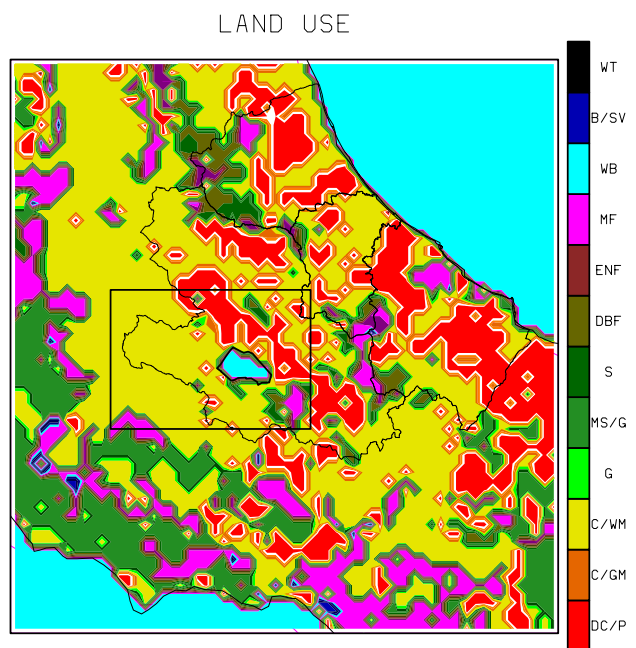 LAND USE
WT
B/SV
WB
MF
ENF
DBF
S
MS/G
G
C/WM
C/GM
DC/P